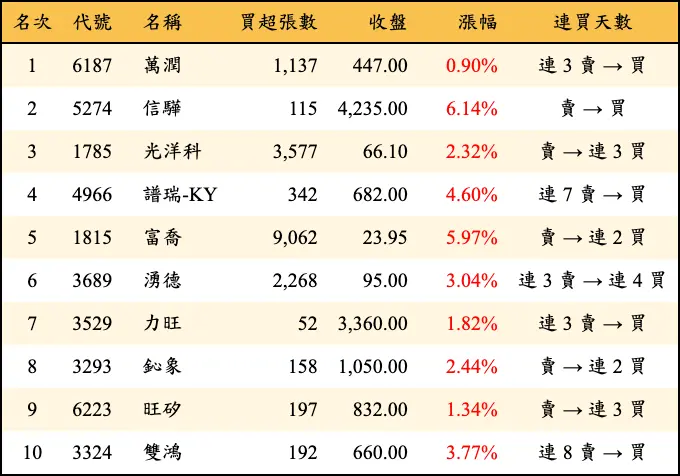 名次 代號 名稱 買超張數 收盤 漲幅 連買天數
1 6187 萬潤 1,137 447.00 0.90% 連 3 賣 → 買
2 5274 信驊 115 4,235.00 6.14% 賣 → 買
3 1785 光洋科 3,577 66.10 2.32% 賣 → 連 3 買
4 4966 譜瑞-KY 342 682.00 4.60% 連 7 賣 → 買
5 1815 富喬 9,062 23.95 5.97% 賣 → 連 2 買
6 3689 湧德 2,268 95.00 3.04% 連 3 賣 → 連 4 買
7 3529 力旺 52 3,360.00 1.82% 連 3 賣 → 買
8 3293 鈊象 158 1,050.00 2.44% 賣 → 連 2 買
9 6223 旺矽 197 832.00 1.34% 賣 → 連 3 買
10 3324 雙鴻 192 660.00 3.77% 連 8 賣 → 買